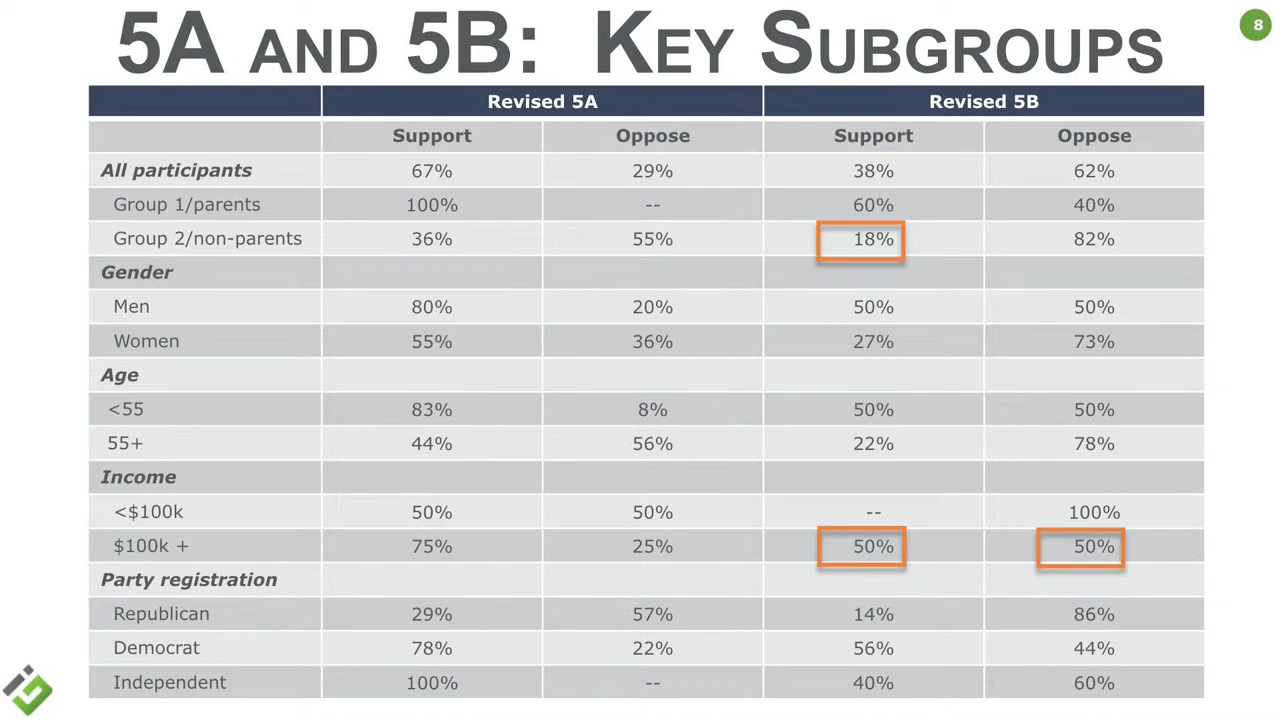 8
5A AND 5B: KEY SUBGROUPS
Revised 5A Revised 5B
Support Oppose Support Oppose
All participants 67% 29% 38% 62%
Group 1/parents 100% -- 60% 40%
Group 2/non-parents 36% 55% 18% 82%
Gender
Men 80% 20% 50% 50%
Women 55% 36% 27% 73%
Age
<55 83% 8% 50% 50%
55+ 44% 56% 22% 78%
Income
<$100k 50% 50% -- 100%
$100k + 75% 25% 50% 50%
Party registration
Republican 29% 57% 14% 86%
Democrat 78% 22% 56% 44%
Independent 100% -- 40% 60%